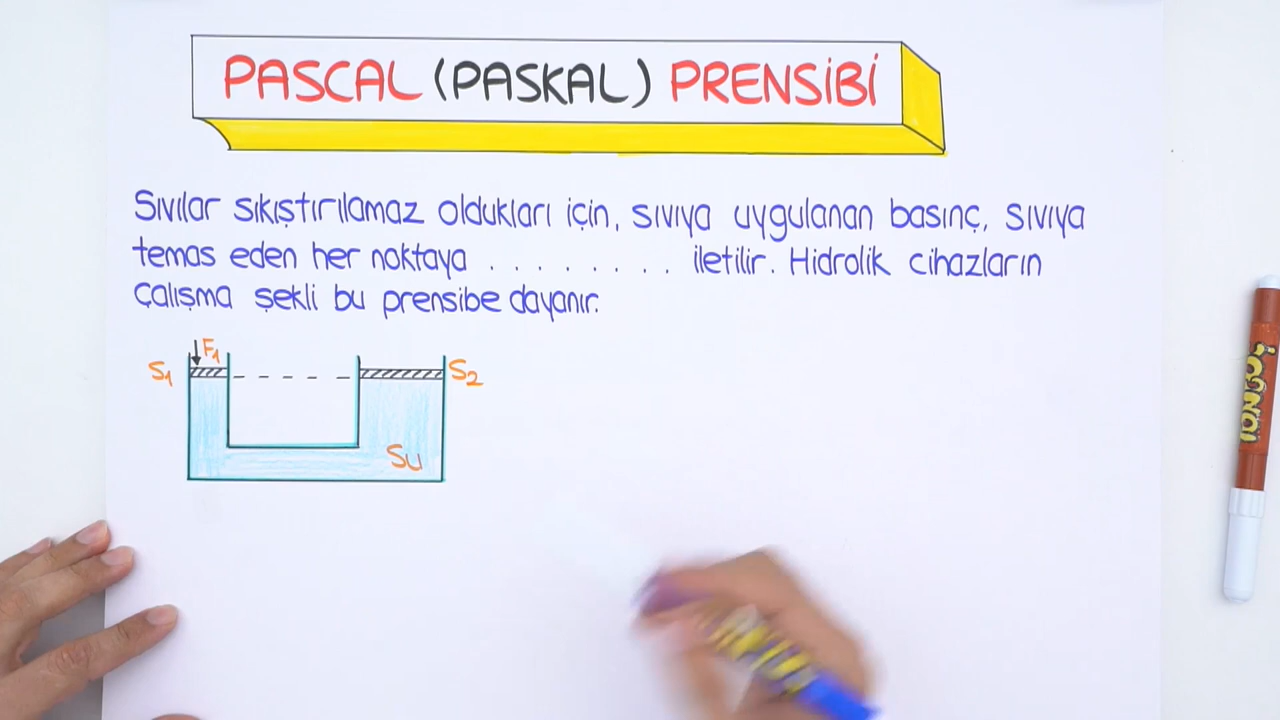 PASCAL (PASKAL) PRENSİBİ
Sıvılar sıkıştırılamaz oldukları için, sıvıya uygulanan basınç, sıvıya
temas eden her noktaya . . . . . . . . iletilir. Hidrolik cihazların
çalışma şekli bu prensibe dayanır.
F1
S1
S2
Su